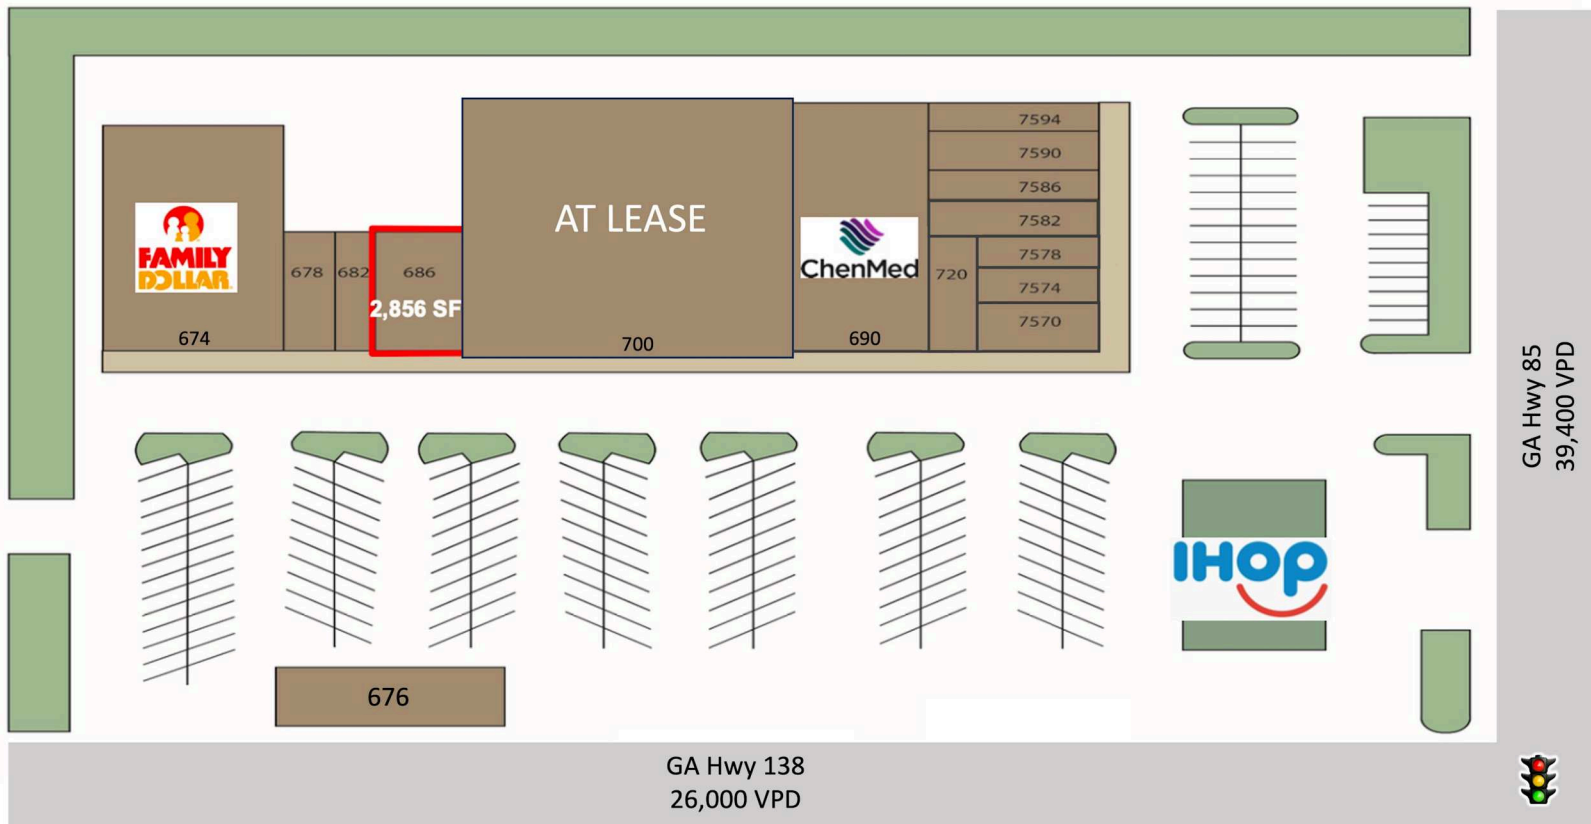 7594
7590
7586
7582
AT LEASE
FAMILY
DOLLAR
ChenMed
678
682
686
2,856 SF
720
7578
7574
7570
674
700
690
GA Hwy 85
39,400 VPD
IHOP
676
GA Hwy 138
26,000 VPD